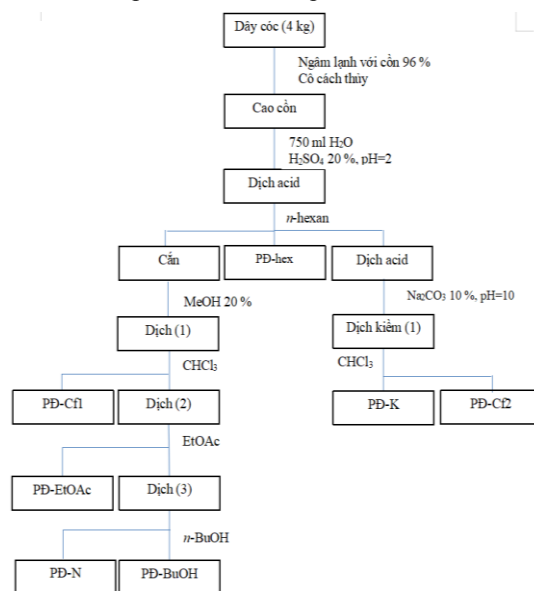 Dây cóc (4 kg)
Ngâm lạnh với cồn 96 %
Cô cách thủy
Cao cồn
750 ml H₂O
H₂SO₄ 20 %, pH=2
Dịch acid
n-hexan
Cắn
PĐ-hex
Dịch acid
MeOH 20 %
Na₂CO₃ 10 %, pH=10
Dịch (1)
Dịch kiềm (1)
CHCl₃
CHCl₃
PĐ-Cf1
Dịch (2)
PĐ-K
PĐ-Cf2
EtOAc
PĐ-EtOAc
Dịch (3)
n-BuOH
PĐ-N
PĐ-BuOH